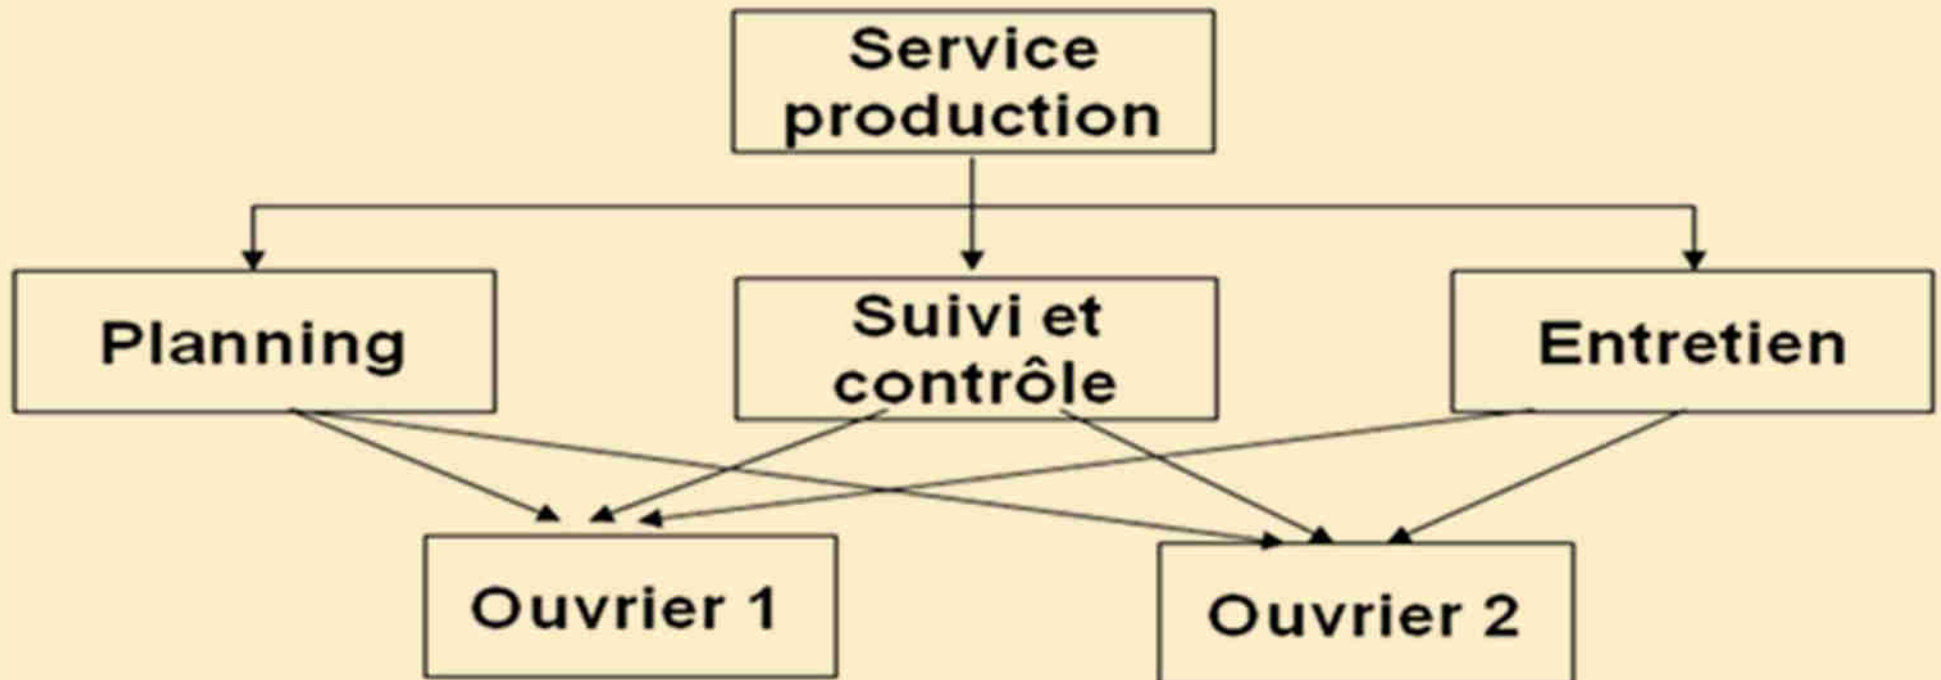 Service
production
Planning
Suivi et
contrôle
Entretien
Ouvrier 1
Ouvrier 2